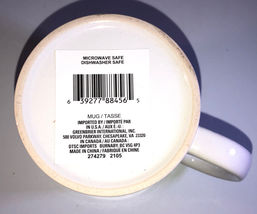 MICROWAVE SAFE
DISHWASHER SAFE
6 39277 88456 5
MUG / TASSE
IMPORTED BY / IMPORTÉ PAR
IN U.S.A. / AUX É.-U.
GREENBRIER INTERNATIONAL, INC.
500 VOLVO PARKWAY, CHESAPEAKE, VA 23320
IN CANADA / AU CANADA
DTSC IMPORTS BURNABY, BC V5G 4P3
MADE IN CHINA / FABRIQUÉ EN CHINE
274279 2105